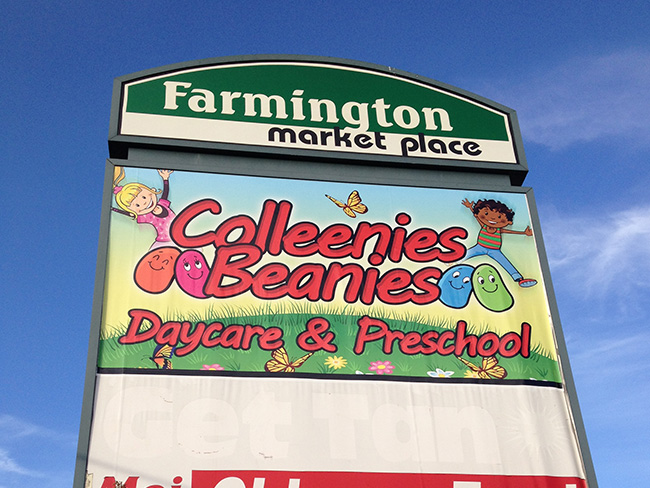 Farmington
market place
Colleenies
Beanies
Daycare & Preschool
Get Tan